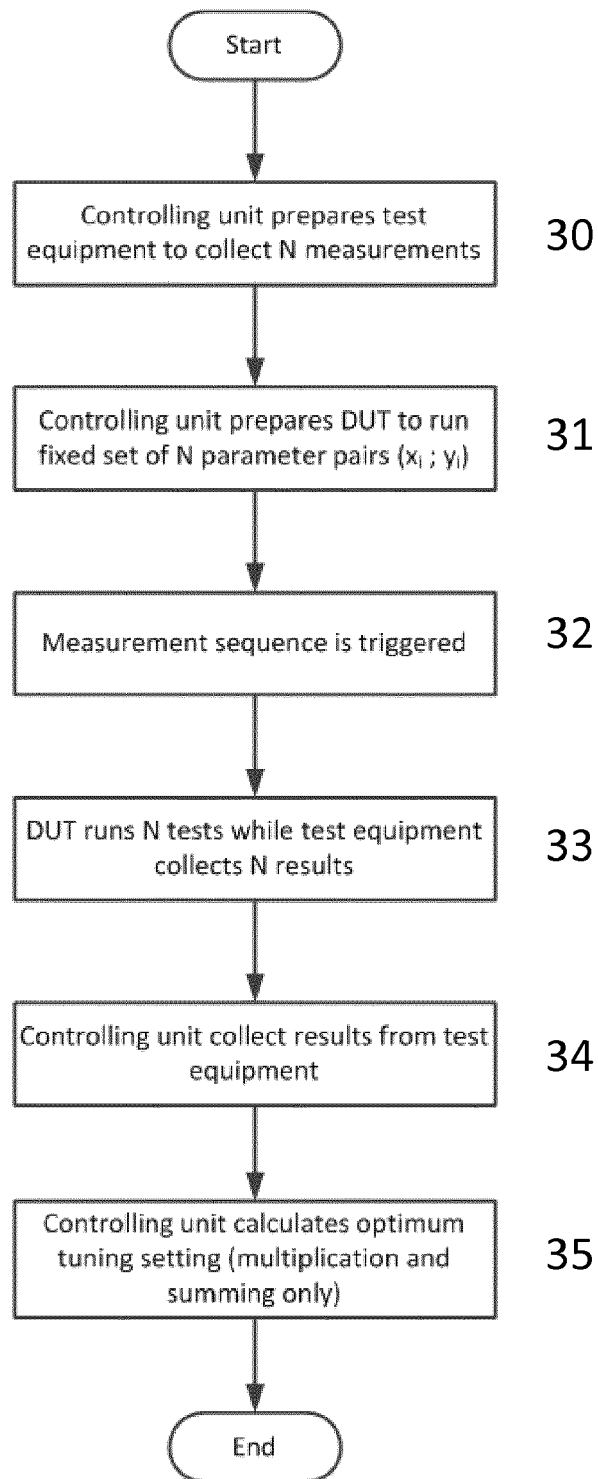 Start
Controlling unit prepares test
equipment to collect N measurements
30
Controlling unit prepares DUT to run
fixed set of N parameter pairs (xᵢ ; yᵢ)
31
Measurement sequence is triggered
32
DUT runs N tests while test equipment
collects N results
33
Controlling unit collect results from test
equipment
34
Controlling unit calculates optimum
tuning setting (multiplication and
summing only)
35
End